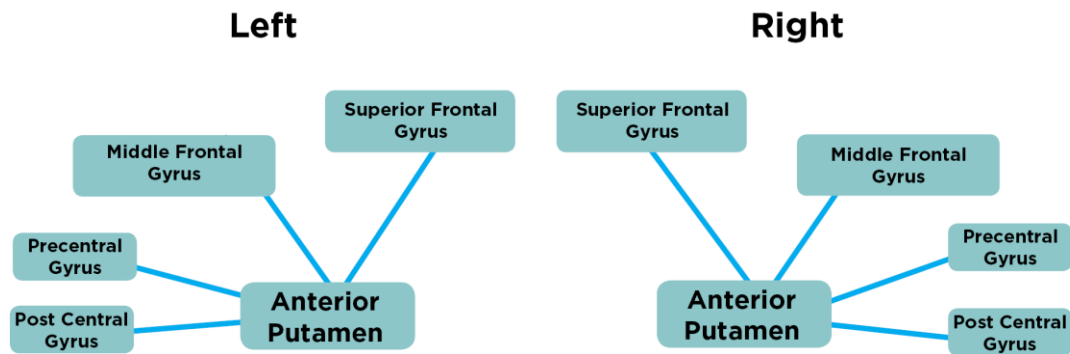 Left
Right
Superior Frontal
Gyrus
Middle Frontal
Gyrus
Precentral
Gyrus
Post Central
Gyrus
Anterior
Putamen
Superior Frontal
Gyrus
Middle Frontal
Gyrus
Precentral
Gyrus
Post Central
Gyrus
Anterior
Putamen